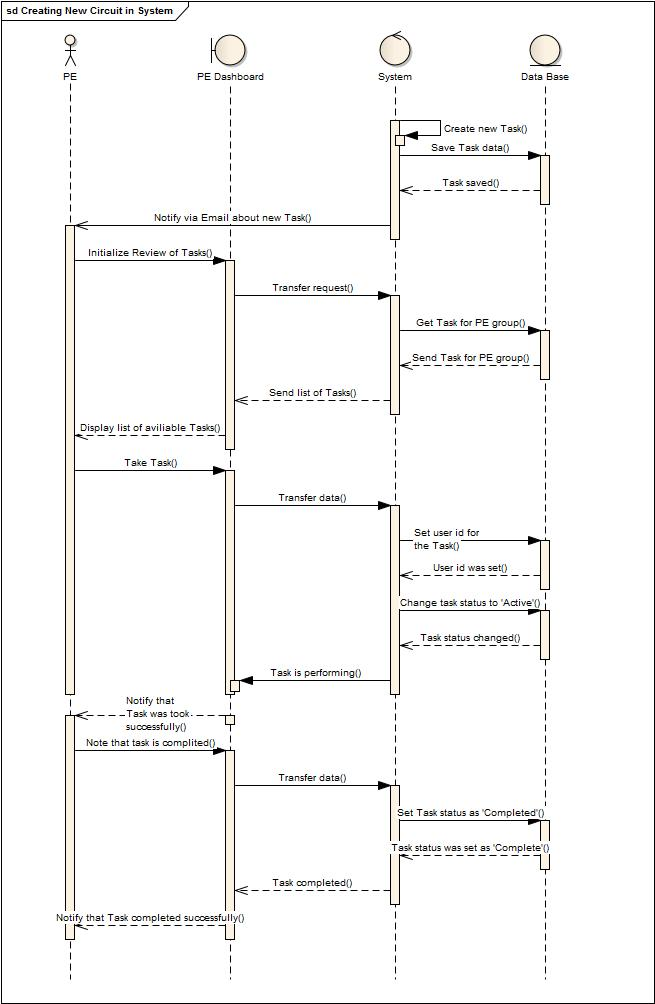 sd Creating New Circuit in System
PE
PE Dashboard
System
Data Base
Create new Task()
Save Task data()
Task saved()
Notify via Email about new Task()
Initialize Review of Tasks()
Transfer request()
Get Task for PE group()
Send Task for PE group()
Send list of Tasks()
Display list of aviliable Tasks()
Take Task()
Transfer data()
Set user id for
the Task()
User id was set()
Change task status to 'Active'()
Task status changed()
Task is performing()
Notify that
Task was took
successfully()
Note that task is complited()
Transfer data()
Set Task status as 'Completed'()
Task status was set as 'Complete'()
Task completed()
Notify that Task completed successfully()